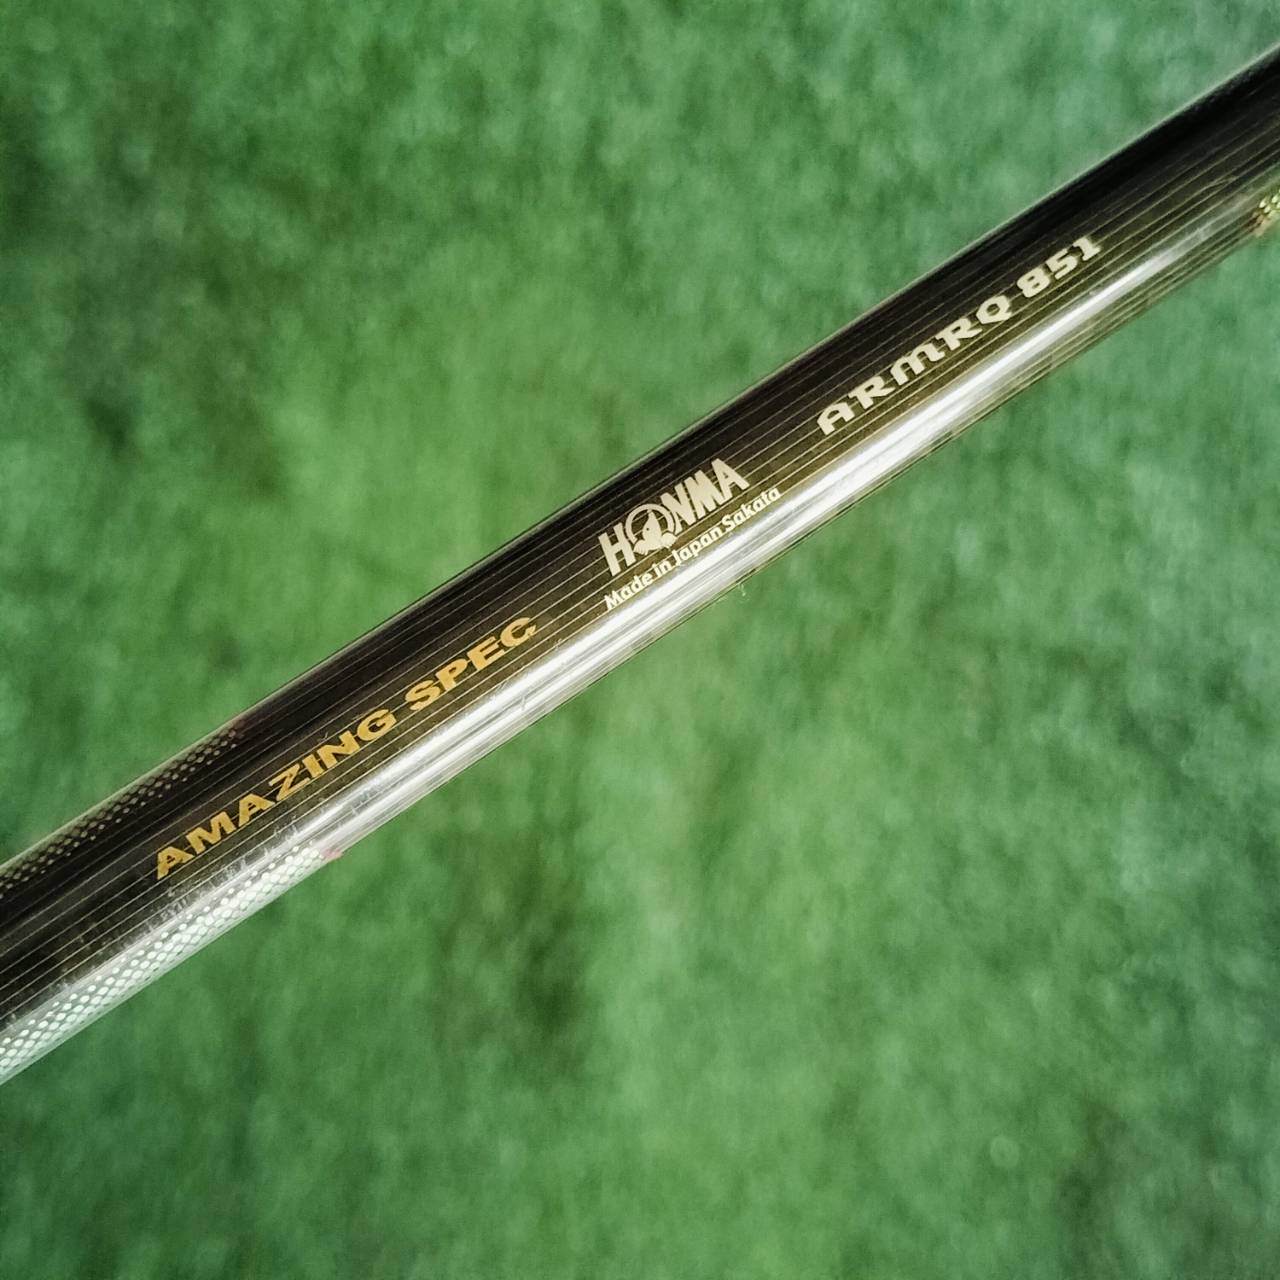 AMAZING SPEC
HONMA
Made in Japan Sakata
ARMRQ 851